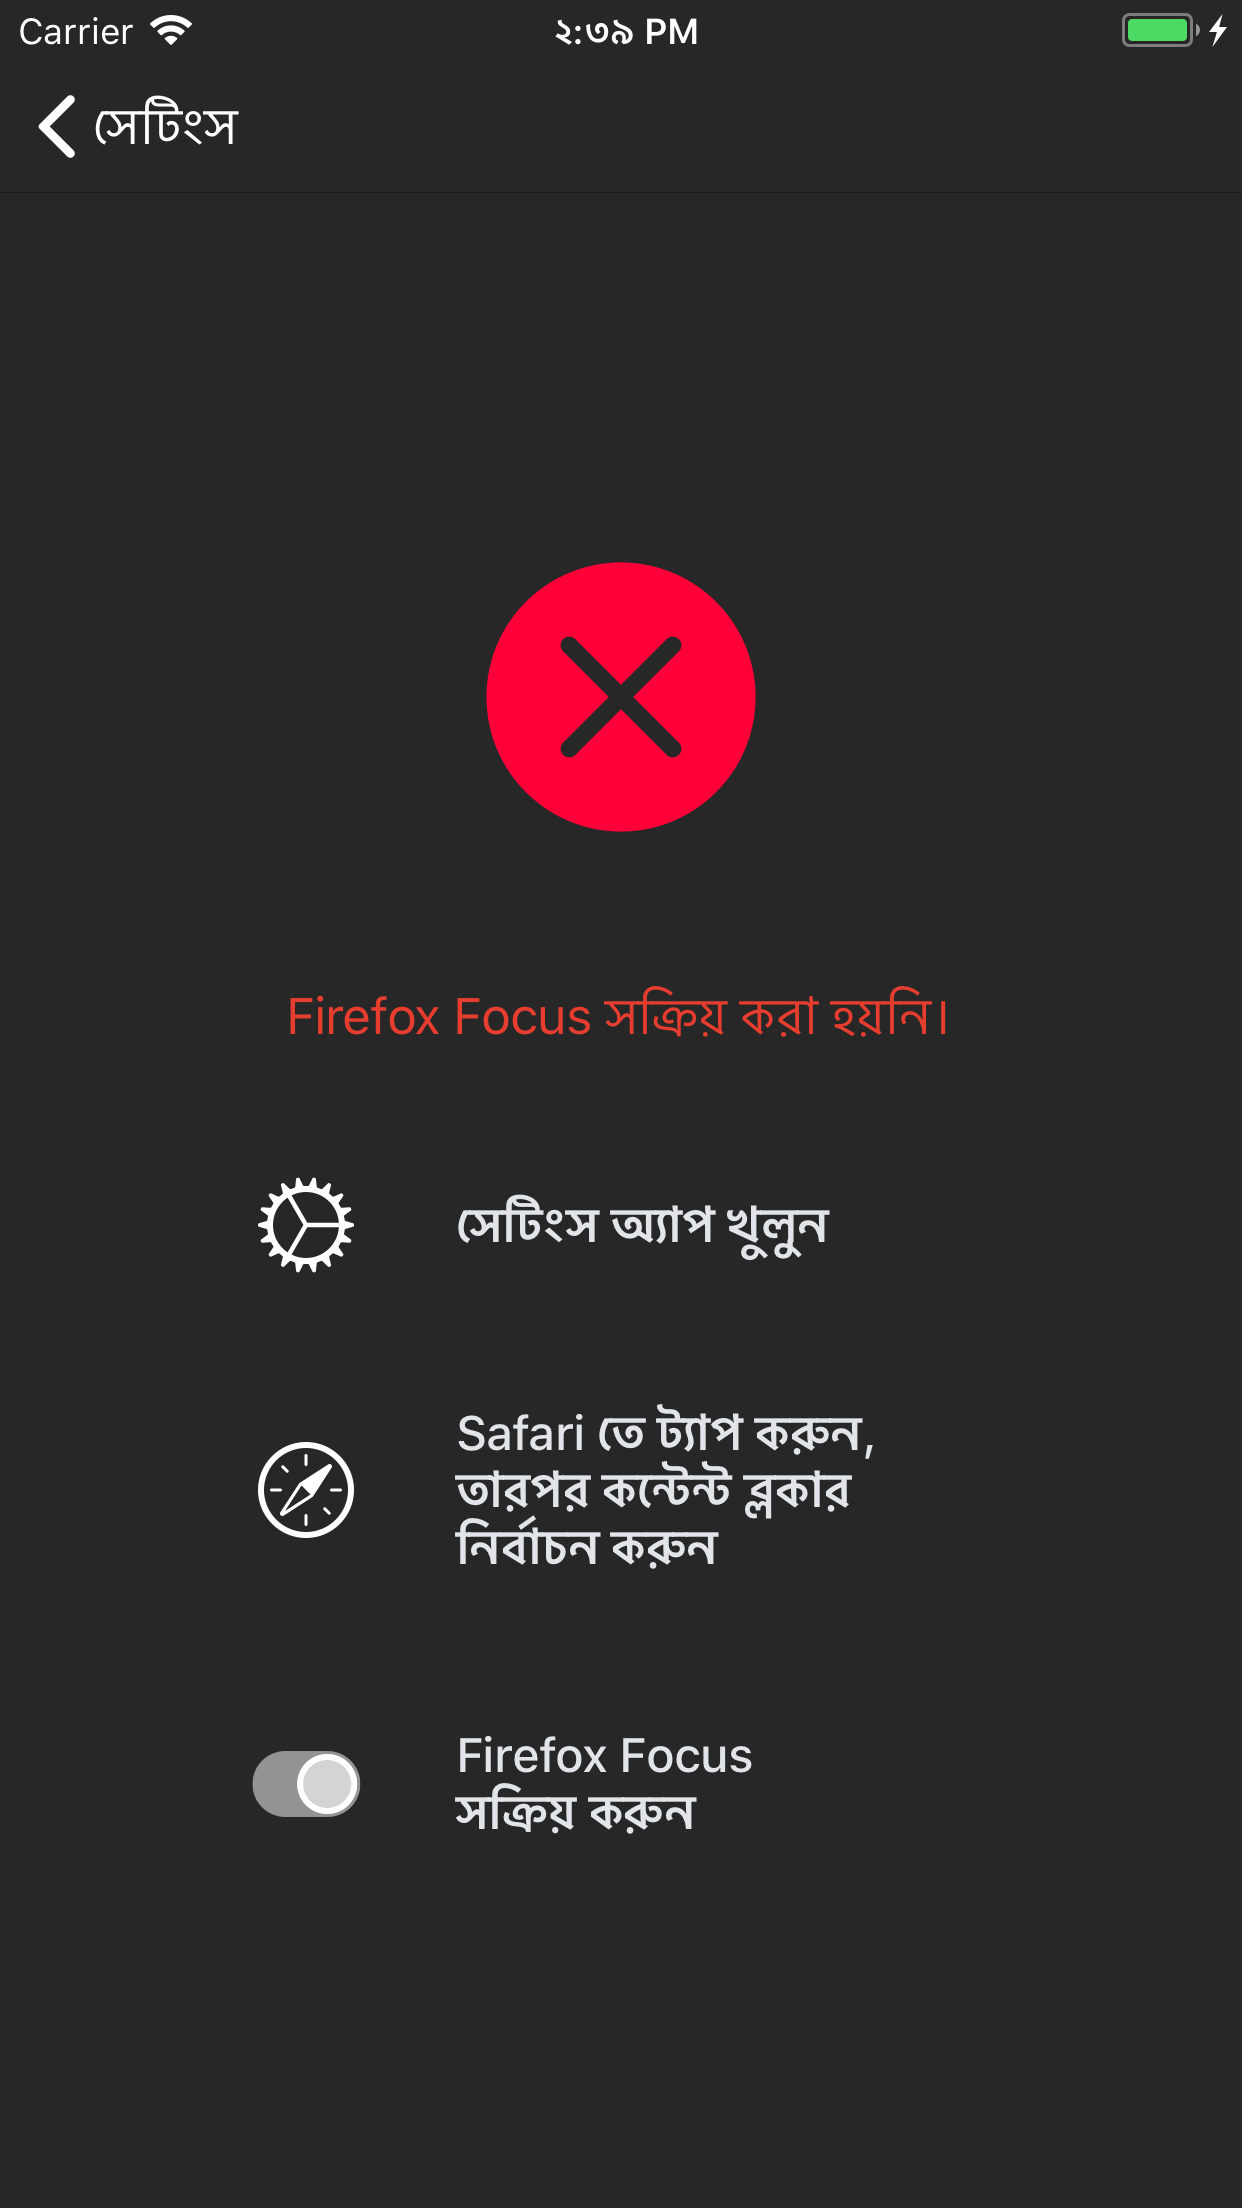 Carrier
২:৩৯ PM
সেটিংস
Firefox Focus সক্রিয় করা হয়নি।
সেটিংস অ্যাপ খুলুন
Safari তে ট্যাপ করুন,
তারপর কন্টেন্ট ব্লকার
নির্বাচন করুন
Firefox Focus
সক্রিয় করুন